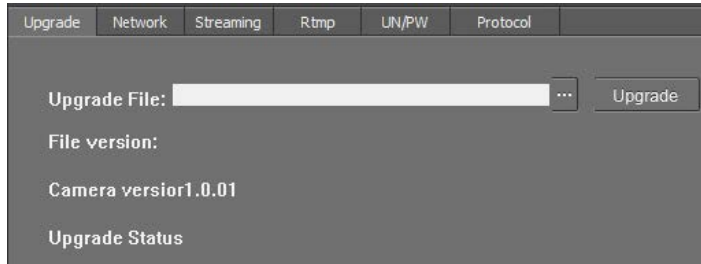 Upgrade Network Streaming Rtmp UN/PW Protocol
Upgrade File: ... Upgrade
File version:
Camera versior1.0.01
Upgrade Status